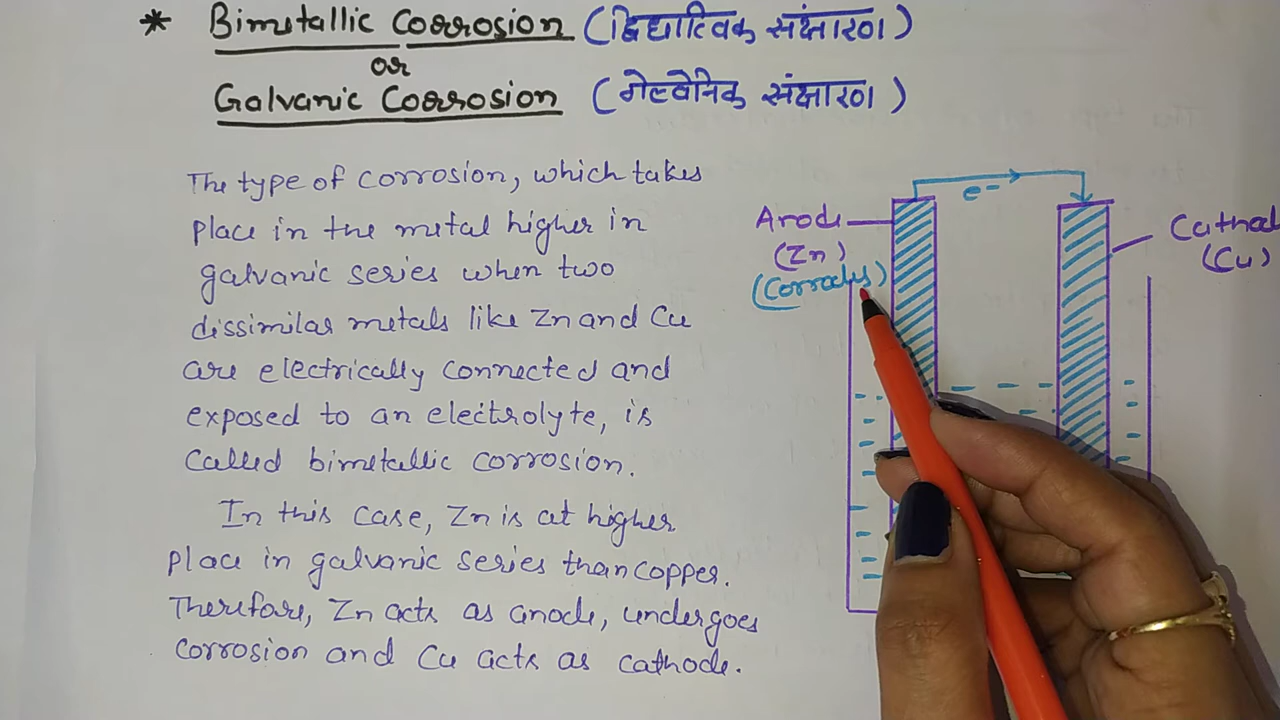 * Bimetallic Corrosion (द्विधात्विक संक्षारण)
or
Galvanic Corrosion (गेल्वेनिक संक्षारण)
The type of corrosion, which takes
place in the metal higher in
galvanic series when two
dissimilar metals like Zn and Cu
are electrically connected and
exposed to an electrolyte, is
called bimetallic corrosion.
In this case, Zn is at higher
place in galvanic series than copper.
Therefore, Zn acts as anode, undergoes
corrosion and Cu acts as cathode.
e-
Anode
(Zn)
(Corrodes)
Cathod
(Cu)